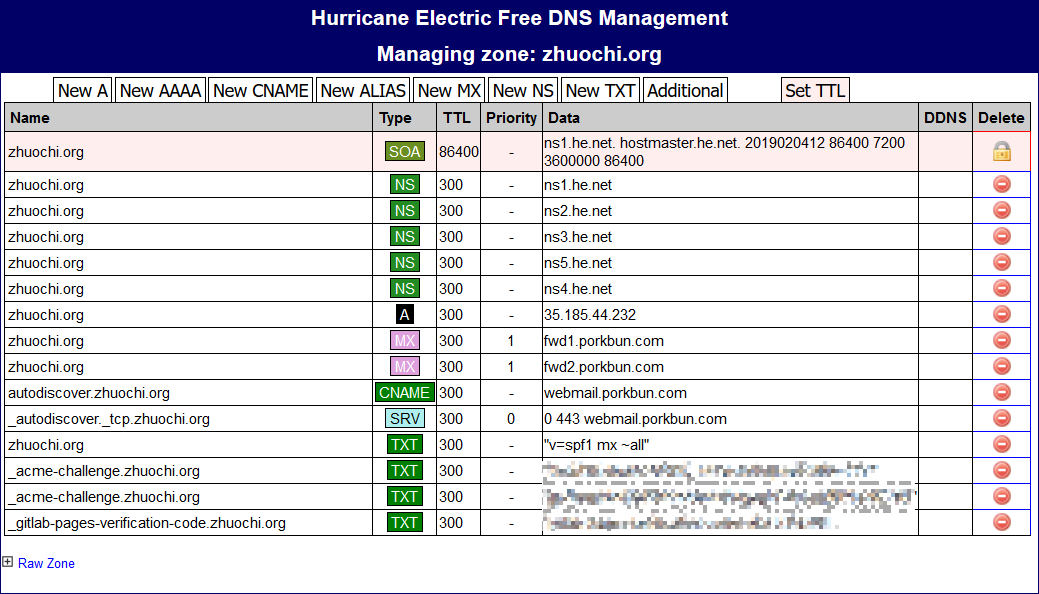 Hurricane Electric Free DNS Management
Managing zone: zhuochi.org
New A New AAAA New CNAME New ALIAS New MX New NS New TXT Additional Set TTL
Name Type TTL Priority Data DDNS Delete
zhuochi.org SOA 86400 - ns1.he.net. hostmaster.he.net. 2019020412 86400 7200
3600000 86400
zhuochi.org NS 300 - ns1.he.net
zhuochi.org NS 300 - ns2.he.net
zhuochi.org NS 300 - ns3.he.net
zhuochi.org NS 300 - ns5.he.net
zhuochi.org NS 300 - ns4.he.net
zhuochi.org A 300 - 35.185.44.232
zhuochi.org MX 300 1 fwd1.porkbun.com
zhuochi.org MX 300 1 fwd2.porkbun.com
autodiscover.zhuochi.org CNAME 300 - webmail.porkbun.com
_autodiscover._tcp.zhuochi.org SRV 300 0 0 443 webmail.porkbun.com
zhuochi.org TXT 300 - "v=spf1 mx ~all"
_acme-challenge.zhuochi.org TXT 300 -
_acme-challenge.zhuochi.org TXT 300 -
_gitlab-pages-verification-code.zhuochi.org TXT 300 -
Raw Zone